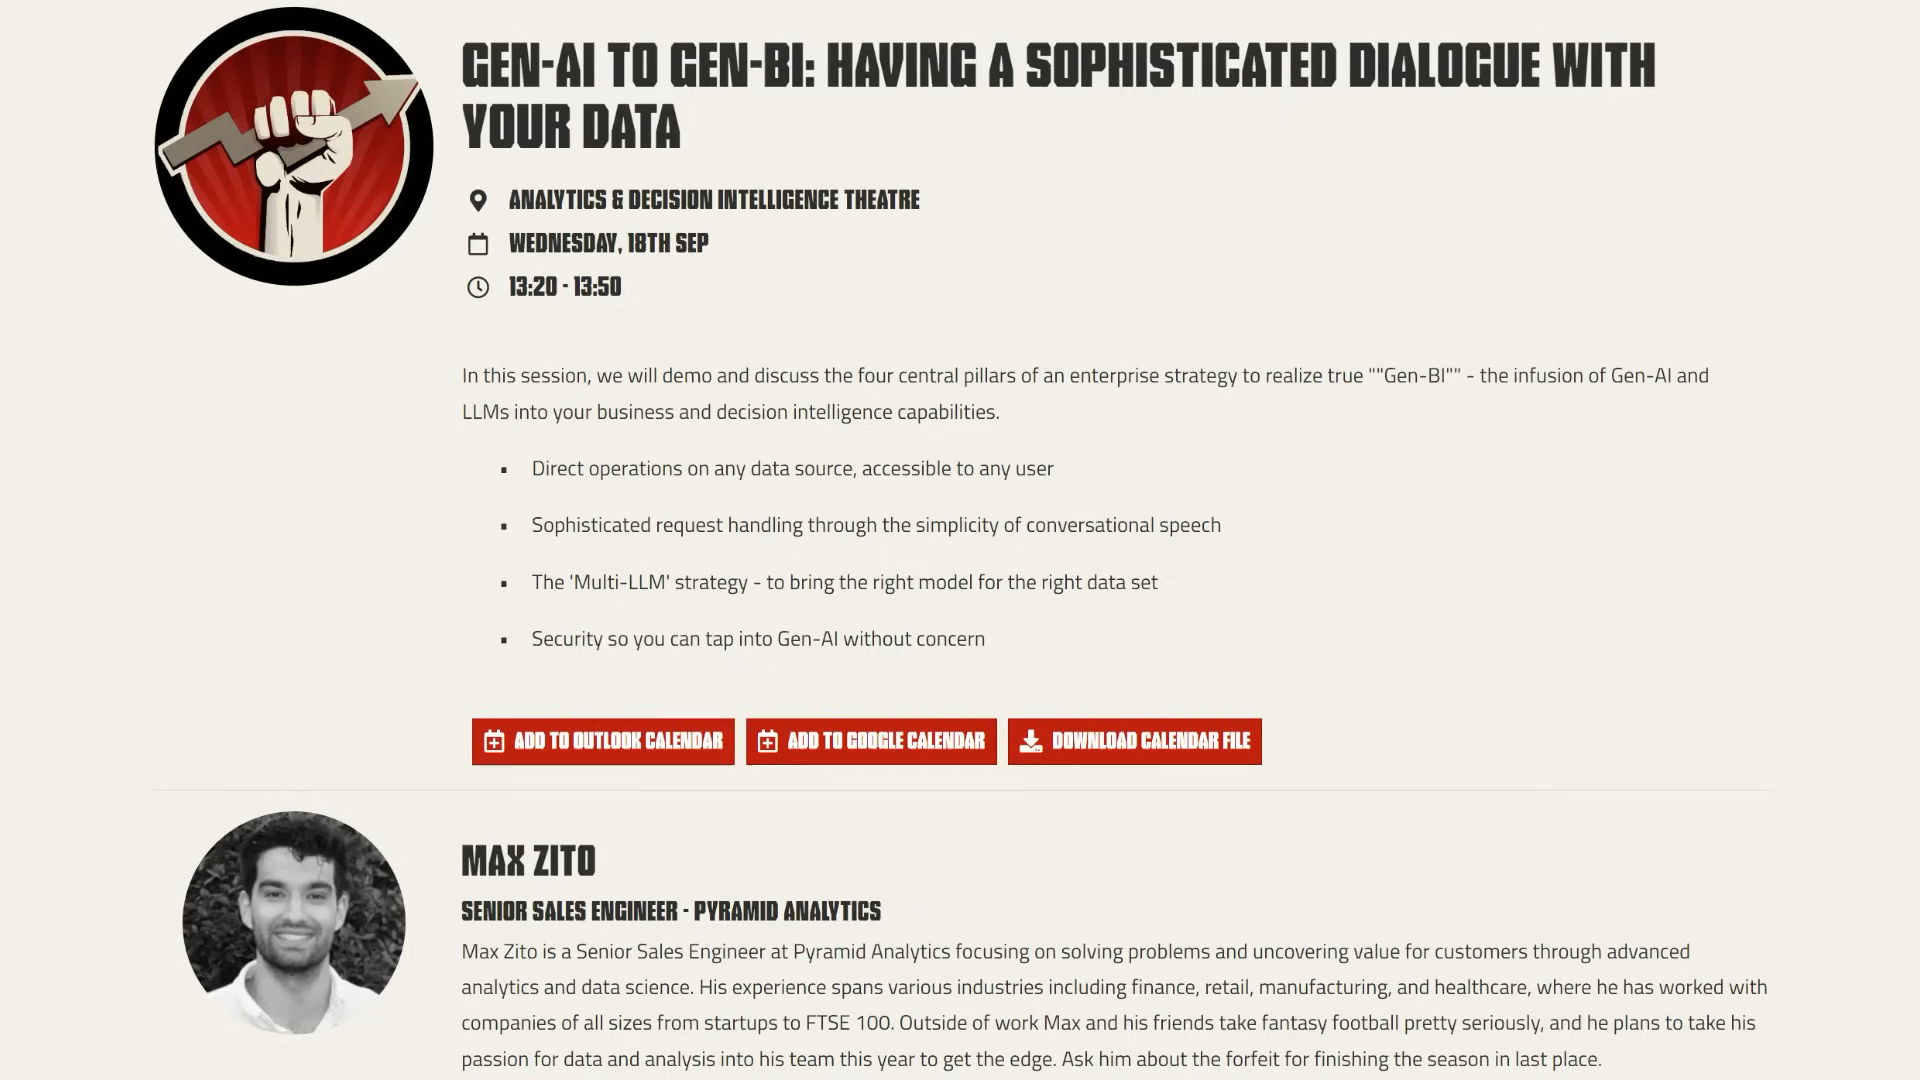 GEN-AI TO GEN-BI: HAVING A SOPHISTICATED DIALOGUE WITH
YOUR DATA
ANALYTICS & DECISION INTELLIGENCE THEATRE
WEDNESDAY, 18TH SEP
13:20 - 13:50
In this session, we will demo and discuss the four central pillars of an enterprise strategy to realize true ""Gen-BI"" - the infusion of Gen-AI and
LLMs into your business and decision intelligence capabilities.
▪ Direct operations on any data source, accessible to any user
▪ Sophisticated request handling through the simplicity of conversational speech
▪ The 'Multi-LLM' strategy - to bring the right model for the right data set
▪ Security so you can tap into Gen-AI without concern
ADD TO OUTLOOK CALENDAR ADD TO GOOGLE CALENDAR DOWNLOAD CALENDAR FILE
MAX ZITO
SENIOR SALES ENGINEER - PYRAMID ANALYTICS
Max Zito is a Senior Sales Engineer at Pyramid Analytics focusing on solving problems and uncovering value for customers through advanced
analytics and data science. His experience spans various industries including finance, retail, manufacturing, and healthcare, where he has worked with
companies of all sizes from startups to FTSE 100. Outside of work Max and his friends take fantasy football pretty seriously, and he plans to take his
passion for data and analysis into his team this year to get the edge. Ask him about the forfeit for finishing the season in last place.